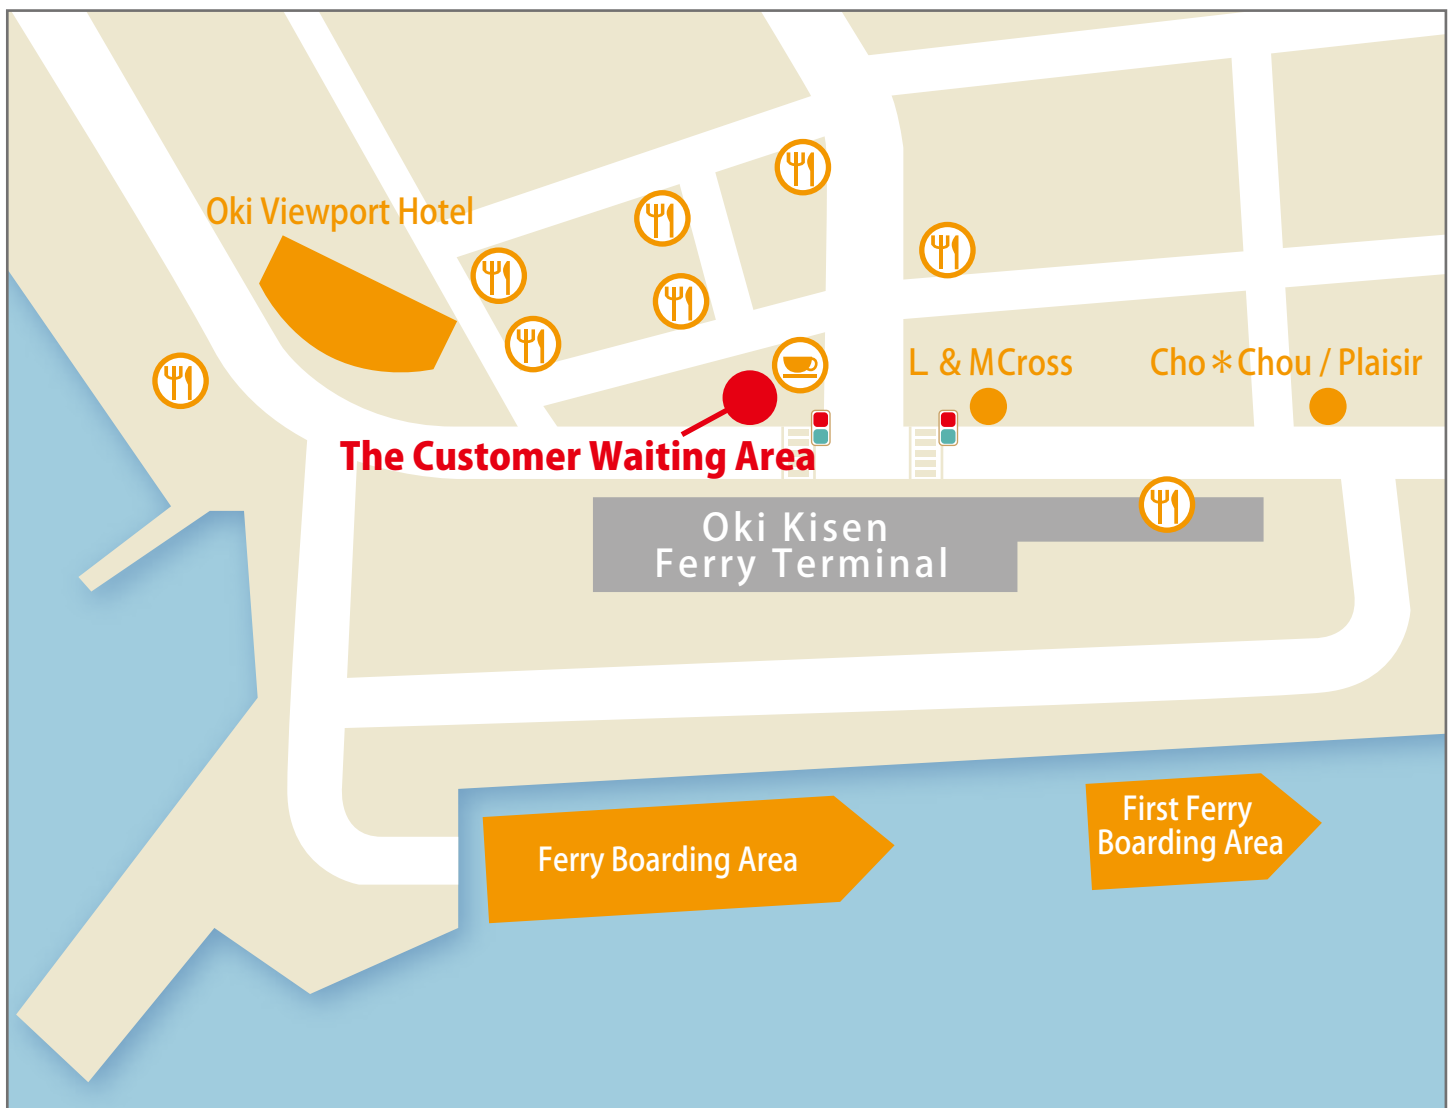 Oki Viewport Hotel
L & M Cross
Cho＊Chou / Plaisir
The Customer Waiting Area
Oki Kisen
Ferry Terminal
First Ferry
Boarding Area
Ferry Boarding Area